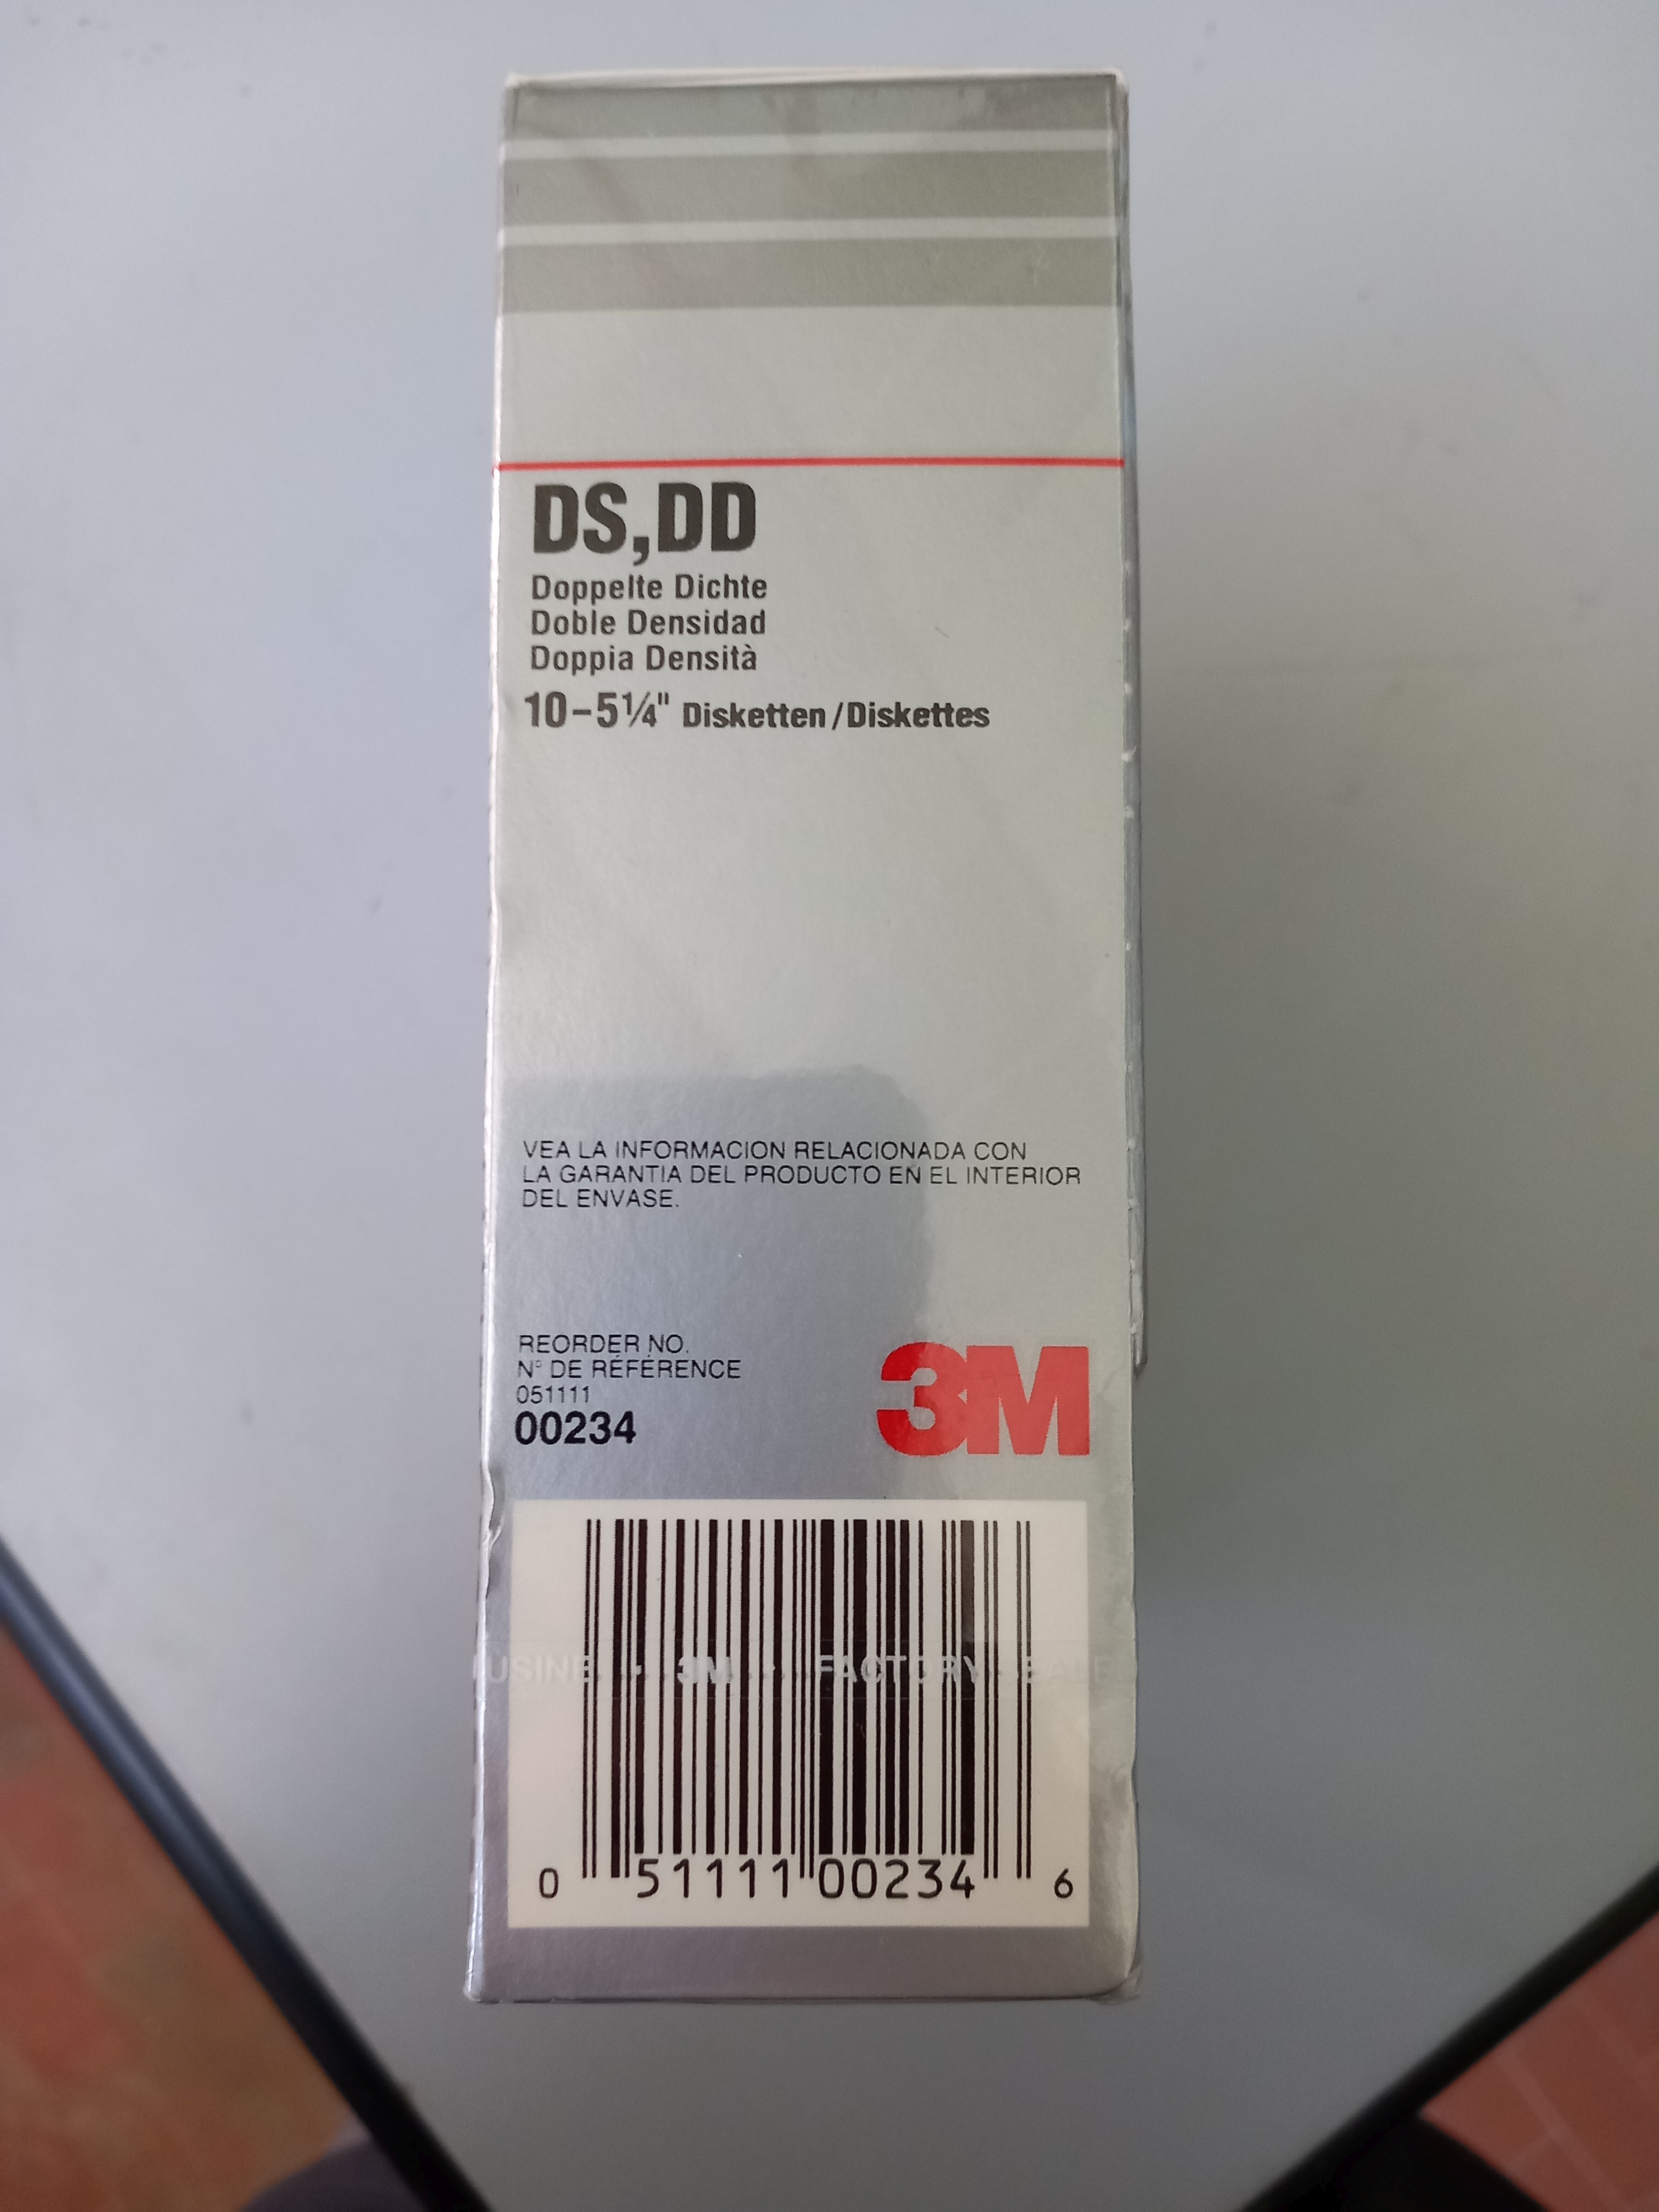 DS,DD
Doppelte Dichte
Doble Densidad
Doppia Densità
10-5¼" Disketten/Diskettes
VEA LA INFORMACION RELACIONADA CON
LA GARANTIA DEL PRODUCTO EN EL INTERIOR
DEL ENVASE.
REORDER NO.
N° DE RÉFÉRENCE
051111
00234
3M
USINE 3M FACTORY
0 51111 00234 6